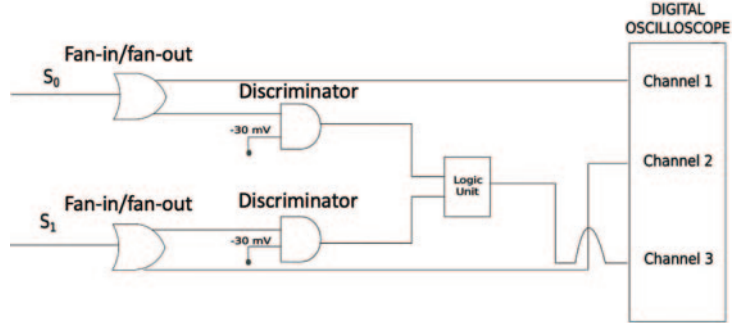 DIGITAL
OSCILLOSCOPE
Fan-in/fan-out
S₀
Channel 1
Discriminator
-30 mV
Channel 2
Logic
Unit
Fan-in/fan-out
Discriminator
S₁
-30 mV
Channel 3